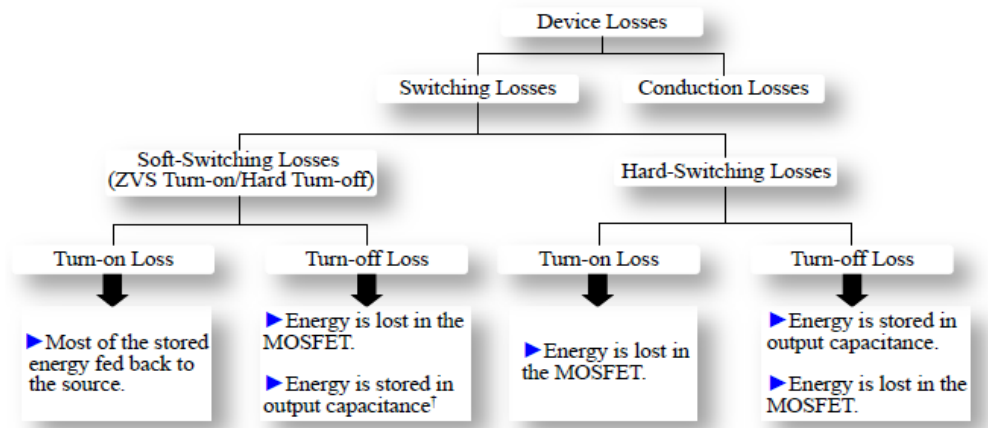 Device Losses
Switching Losses
Conduction Losses
Soft-Switching Losses
(ZVS Turn-on/Hard Turn-off)
Hard-Switching Losses
Turn-on Loss
Turn-off Loss
Turn-on Loss
Turn-off Loss
►Most of the stored
energy fed back to
the source.
►Energy is lost in the
MOSFET.
►Energy is stored in
output capacitance†
►Energy is lost in
the MOSFET.
►Energy is stored in
output capacitance.
►Energy is lost in the
MOSFET.